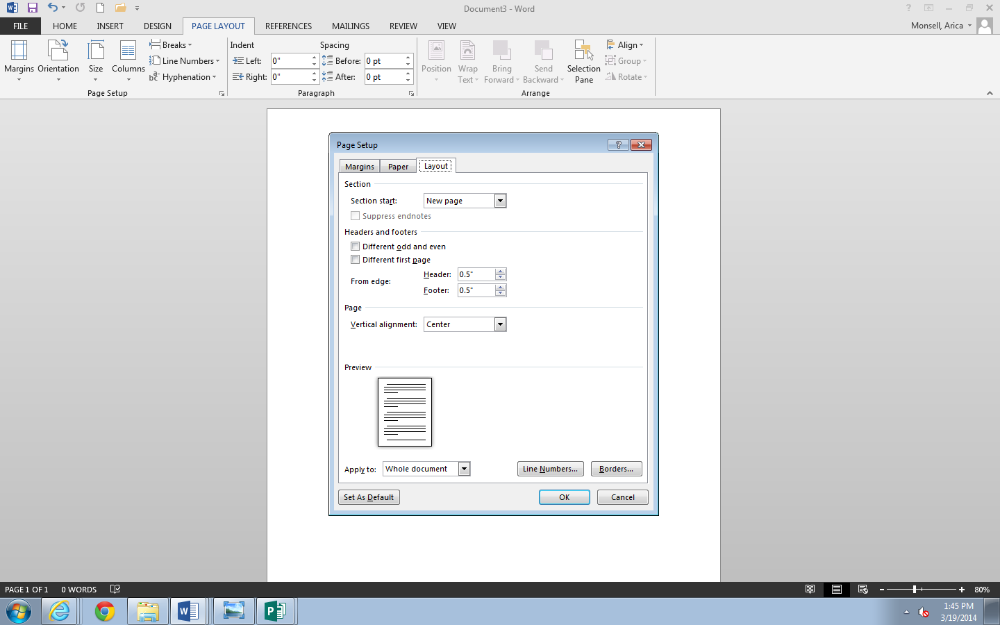 Document3 - Word
FILE HOME INSERT DESIGN PAGE LAYOUT REFERENCES MAILINGS REVIEW VIEW Monsell, Arica
Margins Orientation Size Columns
Breaks
Line Numbers
Hyphenation
Page Setup
Indent
Left: 0"
Right: 0"
Spacing
Before: 0 pt
After: 0 pt
Paragraph
Position
Wrap
Text
Bring
Forward
Send
Backward
Selection
Pane
Align
Group
Rotate
Arrange
Page Setup
Margins Paper Layout
Section
Section start: New page
Suppress endnotes
Headers and footers
Different odd and even
Different first page
From edge:
Header: 0.5"
Footer: 0.5"
Page
Vertical alignment: Center
Preview
Apply to: Whole document Line Numbers... Borders...
Set As Default OK Cancel
PAGE 1 OF 1 0 WORDS 80%
1:45 PM
3/19/2014